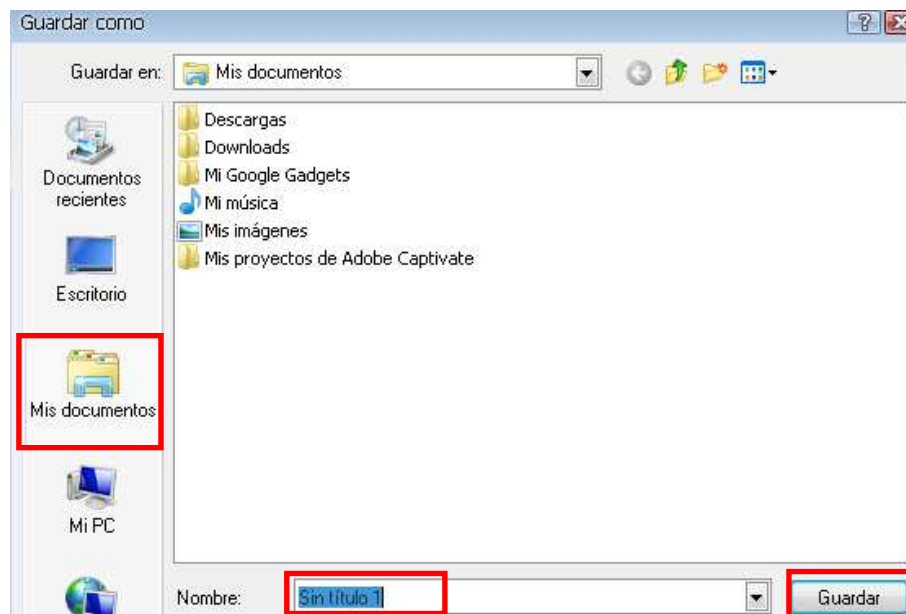 Guardar como
Guardar en: Mis documentos
Documentos
recientes
Escritorio
Mis documentos
Mi PC
Descargas
Downloads
Mi Google Gadgets
Mi música
Mis imágenes
Mis proyectos de Adobe Captivate
Nombre: Sin título 1 Guardar